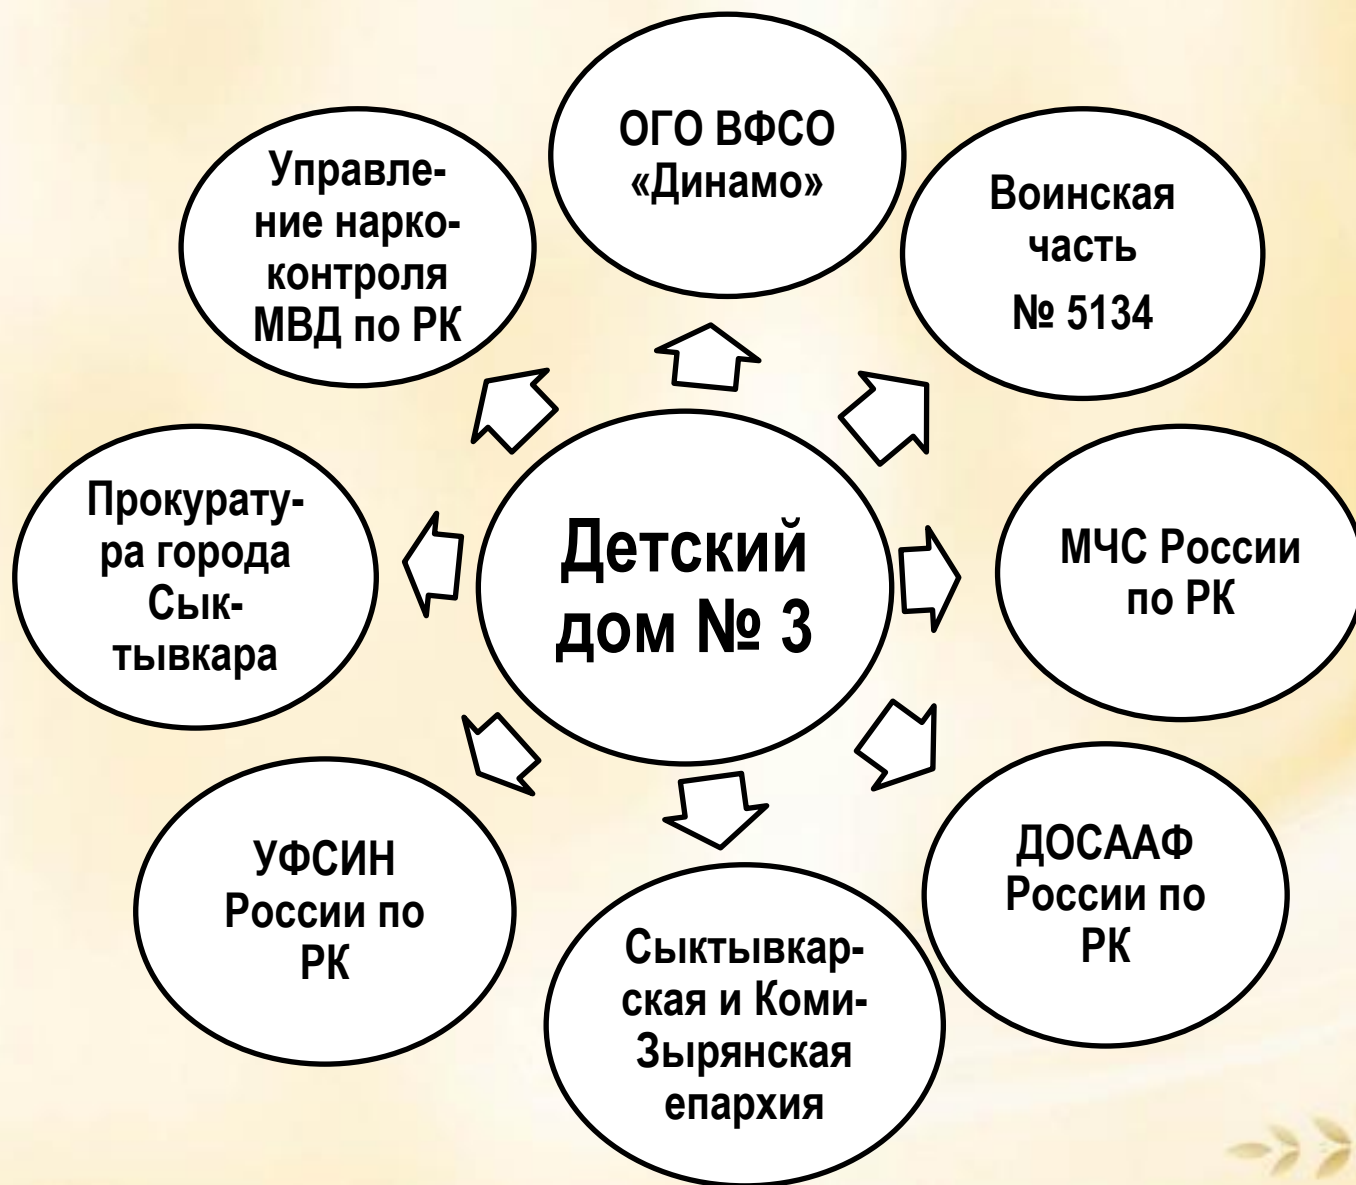 ОГО ВФСО
«Динамо»
Управле-
ние нарко-
контроля
МВД по РК
Воинская
часть
№ 5134
Прокурату-
ра города
Сык-
тывкара
Детский
дом № 3
МЧС России
по РК
УФСИН
России по
РК
ДОСААФ
России по
РК
Сыктывкар-
ская и Коми-
Зырянская
епархия